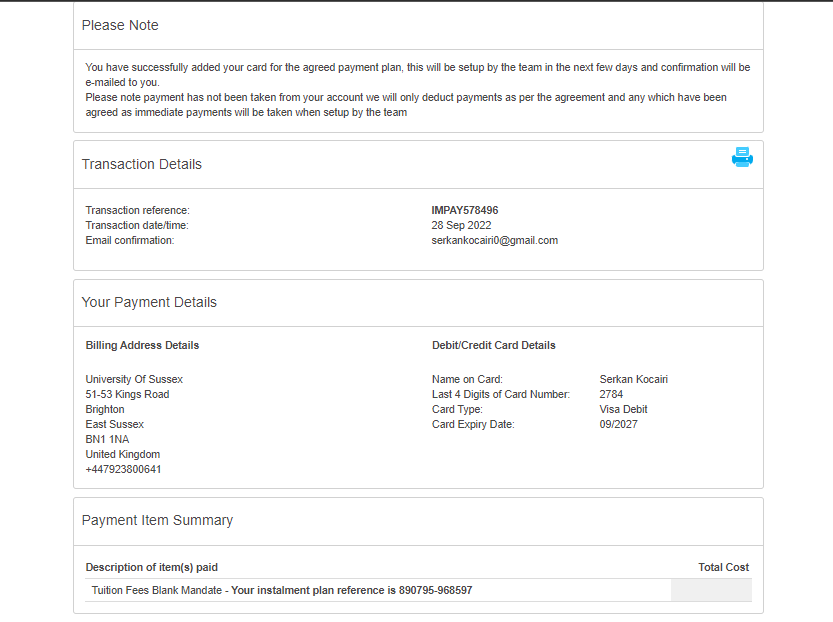 Please Note
You have successfully added your card for the agreed payment plan, this will be setup by the team in the next few days and confirmation will be
e-mailed to you.
Please note payment has not been taken from your account we will only deduct payments as per the agreement and any which have been
agreed as immediate payments will be taken when setup by the team
Transaction Details
Transaction reference: IMPAY578496
Transaction date/time: 28 Sep 2022
Email confirmation: serkankocairi0@gmail.com
Your Payment Details
Billing Address Details
University Of Sussex
51-53 Kings Road
Brighton
East Sussex
BN1 1NA
United Kingdom
+447923800641
Debit/Credit Card Details
Name on Card: Serkan Kocairi
Last 4 Digits of Card Number: 2784
Card Type: Visa Debit
Card Expiry Date: 09/2027
Payment Item Summary
Description of item(s) paid Total Cost
Tuition Fees Blank Mandate - Your instalment plan reference is 890795-968597